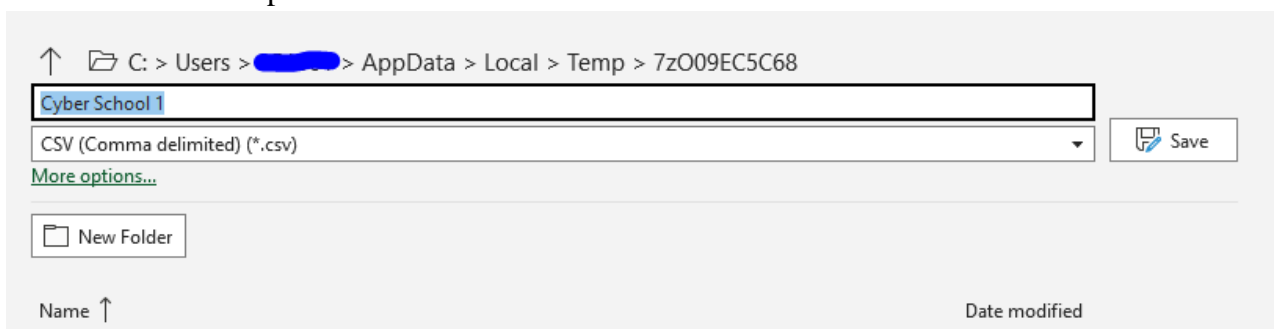 C: > Users > > AppData > Local > Temp > 7zO09EC5C68
Cyber School 1
CSV (Comma delimited) (*.csv)
Save
More options...
New Folder
Name ↑
Date modified